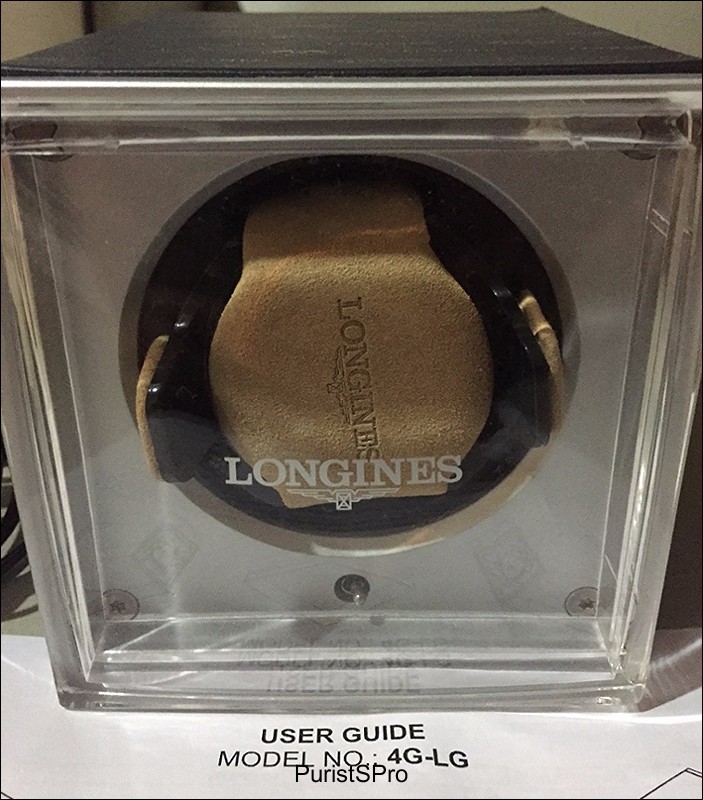 LONGINES
LONGINES
USER GUIDE
MODEL NO.: 4G-LG
PuristSPro